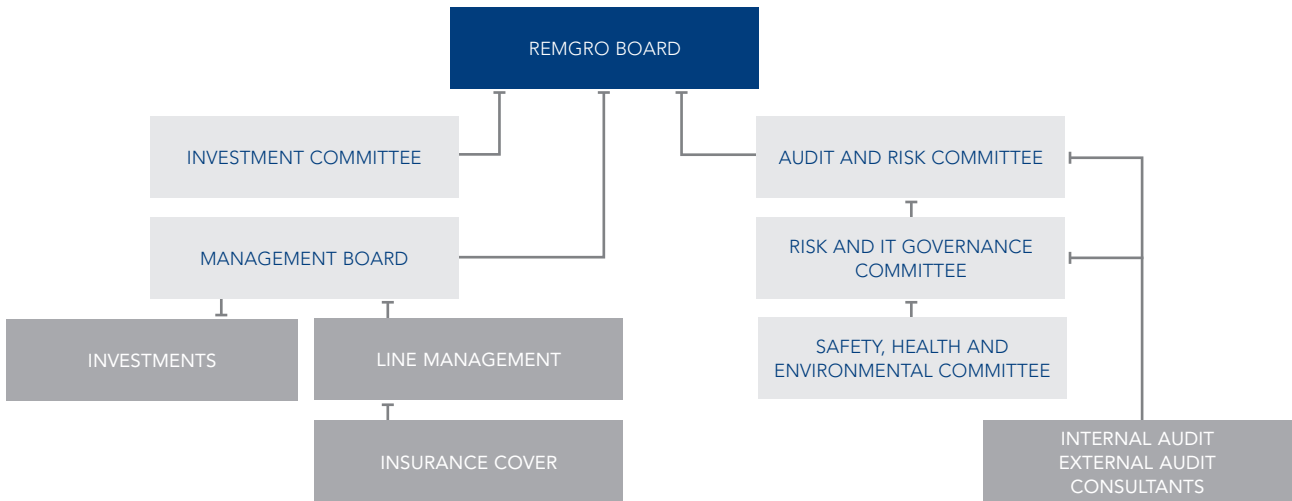 REMGRO BOARD
INVESTMENT COMMITTEE
AUDIT AND RISK COMMITTEE
MANAGEMENT BOARD
RISK AND IT GOVERNANCE
COMMITTEE
INVESTMENTS
LINE MANAGEMENT
SAFETY, HEALTH AND
ENVIRONMENTAL COMMITTEE
INSURANCE COVER
INTERNAL AUDIT
EXTERNAL AUDIT
CONSULTANTS